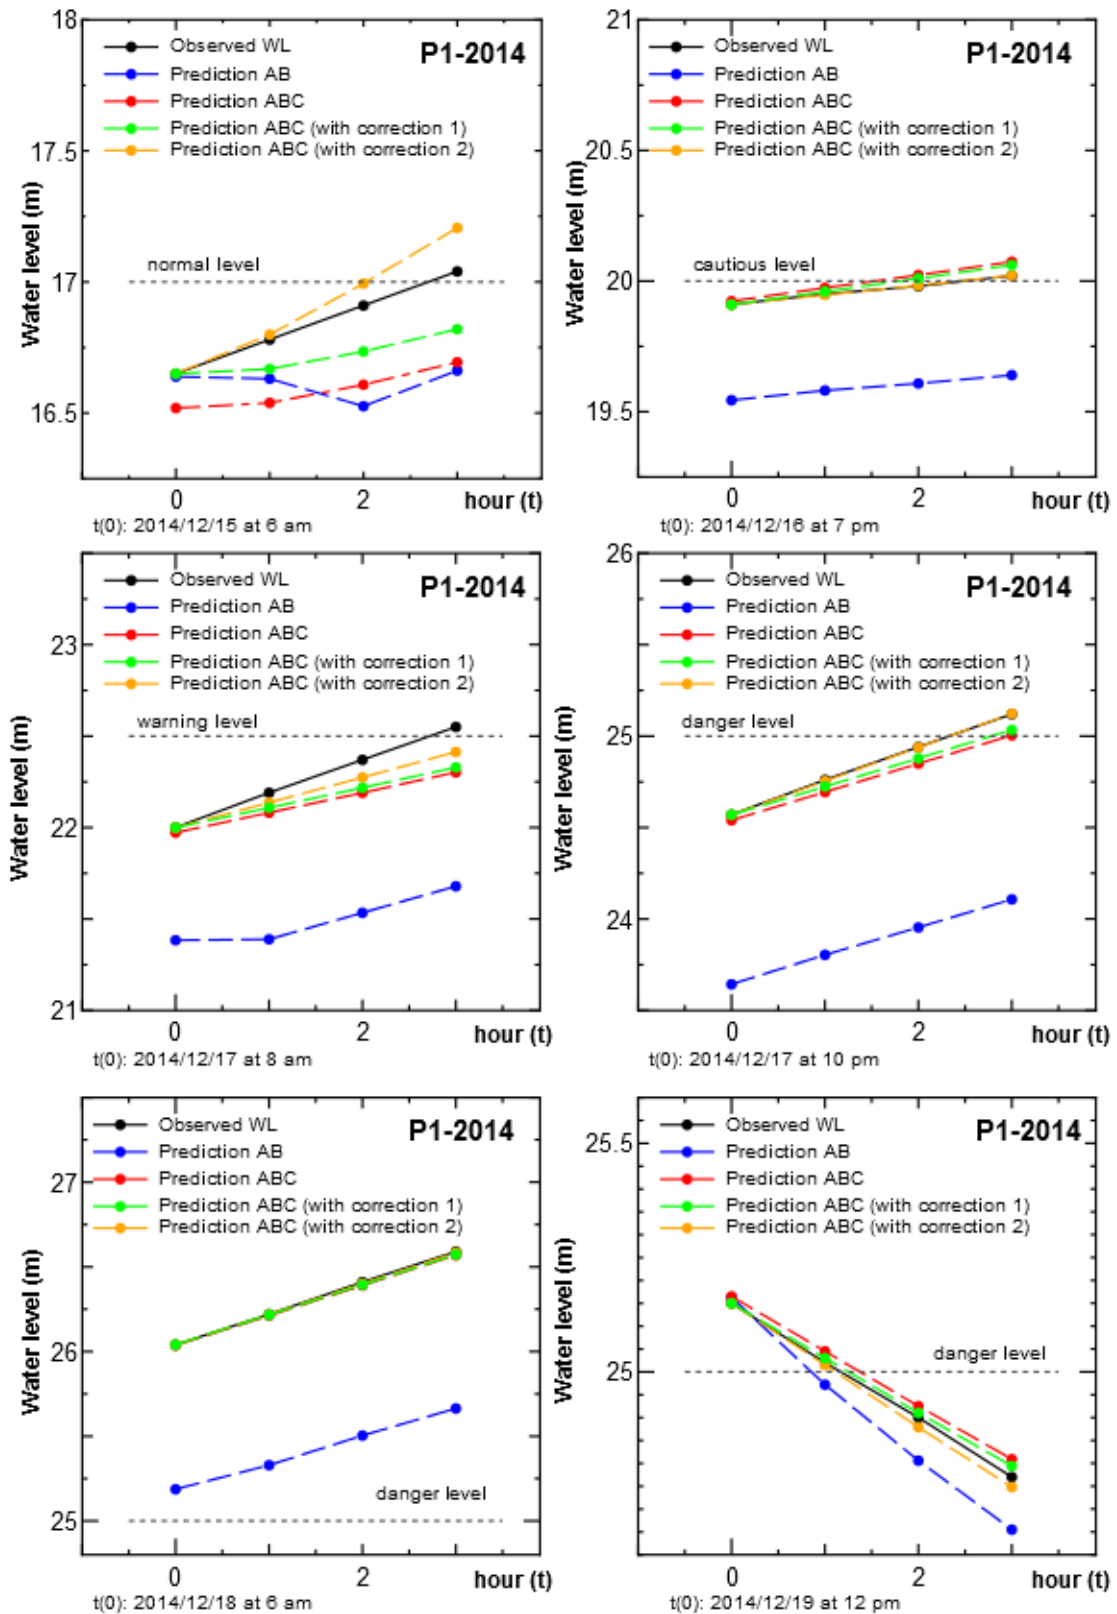 18
17.5
17
16.5
Water level (m)
Observed WL
Prediction AB
Prediction ABC
Prediction ABC (with correction 1)
Prediction ABC (with correction 2)
P1-2014
normal level
0
2
hour (t)
t(0): 2014/12/15 at 6 am
21
20.5
20
19.5
Water level (m)
Observed WL
Prediction AB
Prediction ABC
Prediction ABC (with correction 1)
Prediction ABC (with correction 2)
P1-2014
cautious level
0
2
hour (t)
t(0): 2014/12/16 at 7 pm
23
22
21
Water level (m)
Observed WL
Prediction AB
Prediction ABC
Prediction ABC (with correction 1)
Prediction ABC (with correction 2)
P1-2014
warning level
0
2
hour (t)
t(0): 2014/12/17 at 8 am
26
25
24
Water level (m)
Observed WL
Prediction AB
Prediction ABC
Prediction ABC (with correction 1)
Prediction ABC (with correction 2)
P1-2014
danger level
0
2
hour (t)
t(0): 2014/12/17 at 10 pm
27
26
25
Water level (m)
Observed WL
Prediction AB
Prediction ABC
Prediction ABC (with correction 1)
Prediction ABC (with correction 2)
P1-2014
danger level
0
2
hour (t)
t(0): 2014/12/18 at 6 am
25.5
25
Water level (m)
Observed WL
Prediction AB
Prediction ABC
Prediction ABC (with correction 1)
Prediction ABC (with correction 2)
P1-2014
danger level
0
2
hour (t)
t(0): 2014/12/19 at 12 pm